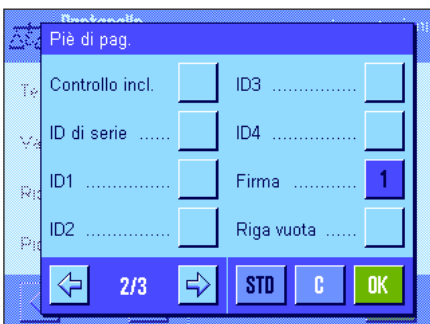 Piè di pag.
Controllo incl.
ID di serie ......
ID1 ................
ID2 ................
ID3 ................
ID4 ................
Firma ............ 1
Riga vuota ......
2/3
STD
C
OK